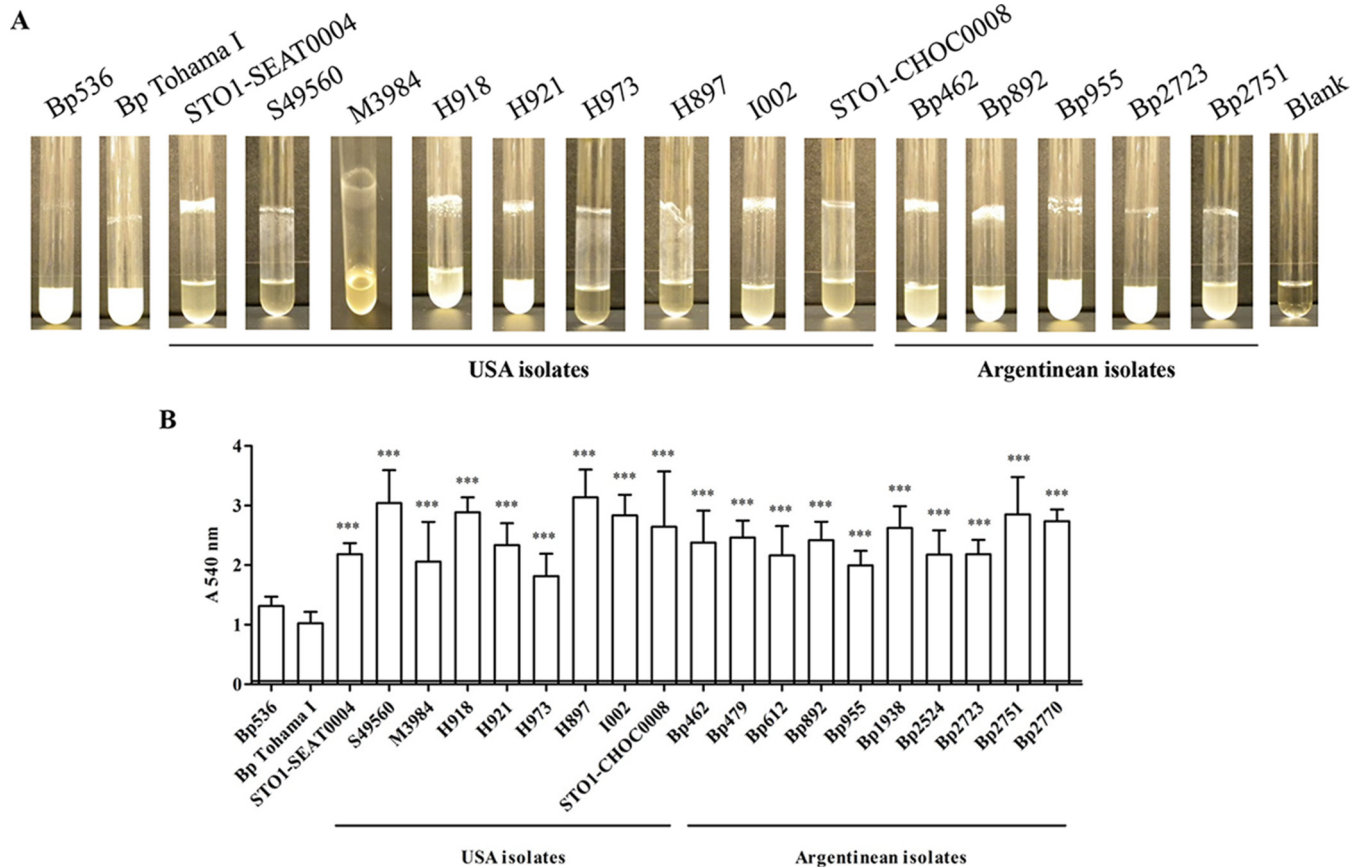 A
Bp536 Bp Tohama I STO1-SEAT0004 S49560 M3984 H918 H921 H973 H897 I002 STO1-CHOC0008 Bp462 Bp892 Bp955 Bp2723 Bp2751 Blank
USA isolates Argentinean isolates
B
4
*** *** *** *** *** *** *** *** *** *** *** *** *** *** *** *** *** *** ***
3
2
1
0
A 540 nm
Bp536 Bp Tohama I STO1-SEAT0004 S49560 M3984 H918 H921 H973 H897 I002 STO1-CHOC0008 Bp462 Bp479 Bp612 Bp892 Bp955 Bp1938 Bp2524 Bp2723 Bp2751 Bp2770
USA isolates Argentinean isolates